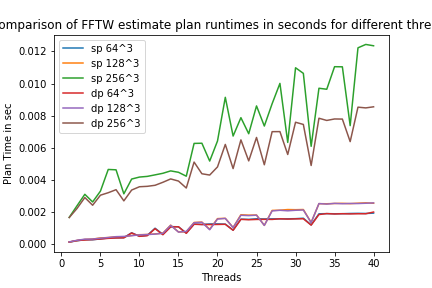 omparison of FFTW estimate plan runtimes in seconds for different thre
Plan Time in sec
0.012
0.010
0.008
0.006
0.004
0.002
0.000
sp 64^3
sp 128^3
sp 256^3
dp 64^3
dp 128^3
dp 256^3
0 5 10 15 20 25 30 35 40
Threads